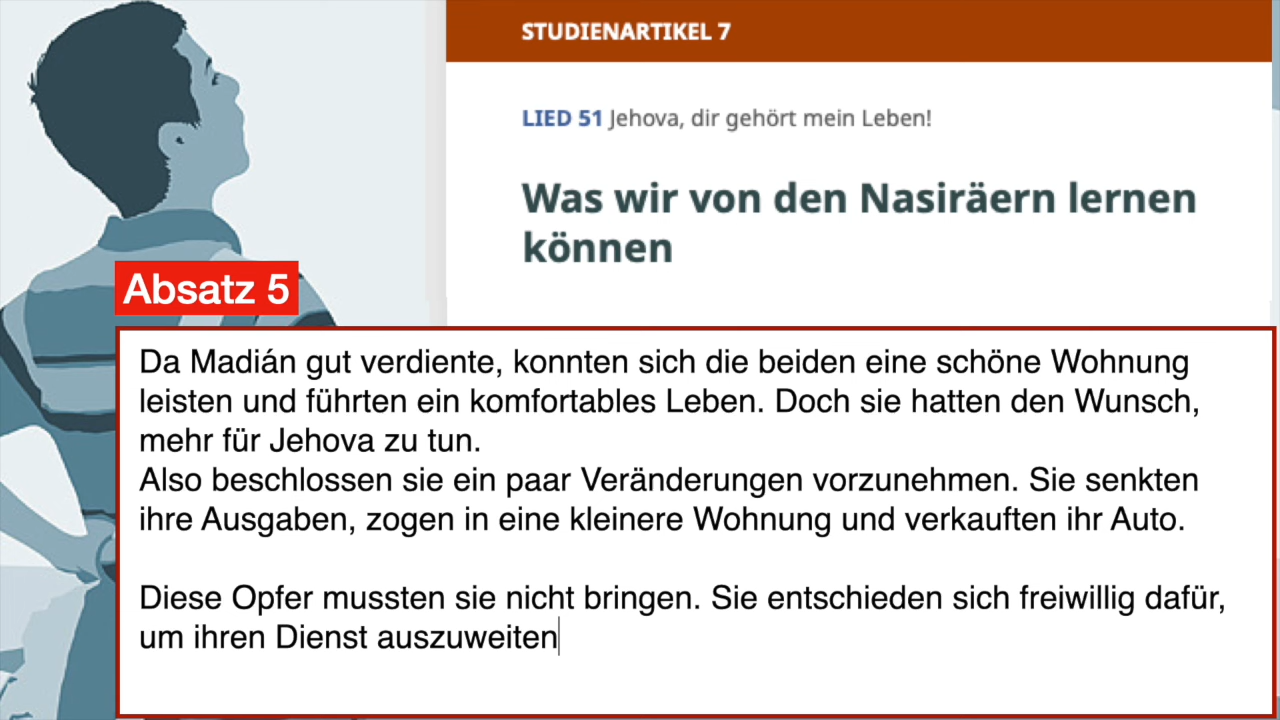 STUDIENARTIKEL 7
LIED 51 Jehova, dir gehört mein Leben!
Was wir von den Nasiräern lernen
können
Absatz 5
Da Madián gut verdiente, konnten sich die beiden eine schöne Wohnung
leisten und führten ein komfortables Leben. Doch sie hatten den Wunsch,
mehr für Jehova zu tun.
Also beschlossen sie ein paar Veränderungen vorzunehmen. Sie senkten
ihre Ausgaben, zogen in eine kleinere Wohnung und verkauften ihr Auto.
Diese Opfer mussten sie nicht bringen. Sie entschieden sich freiwillig dafür,
um ihren Dienst auszuweiten